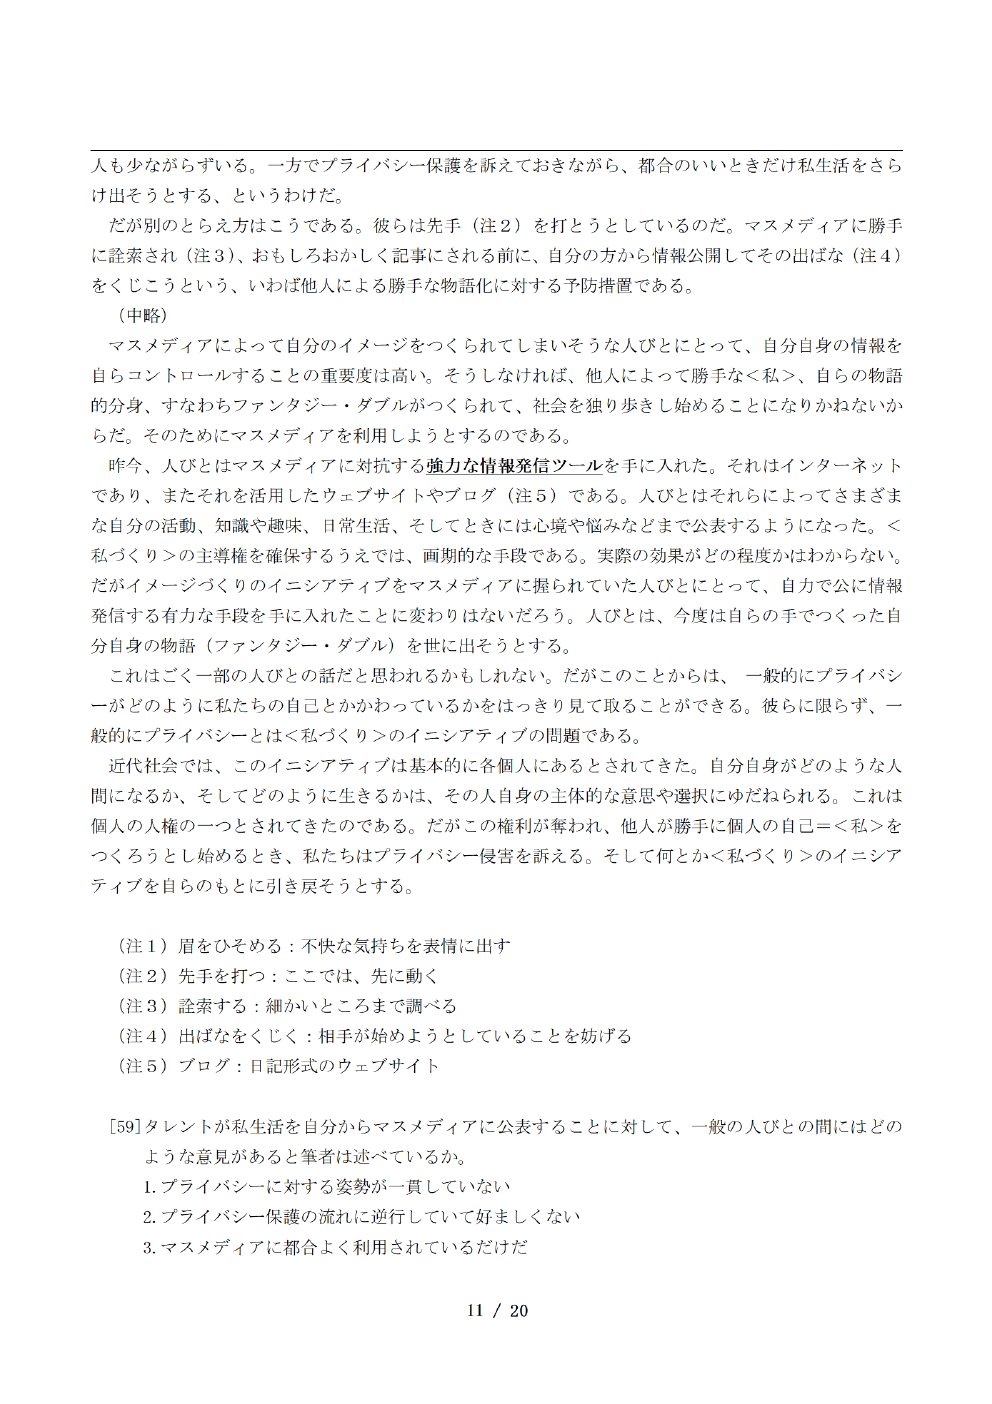 人も少ながらずいる。一方でプライバシー保護を訴えておきながら、都合のいいときだけ私生活をさら
け出そうとする、というわけだ。
だが別のとらえ方はこうである。彼らは先手（注２）を打とうとしているのだ。マスメディアに勝手
に詮索され（注３）、おもしろおかしく記事にされる前に、自分の方から情報公開してその出ばな（注４）
をくじこうという、いわば他人による勝手な物語化に対する予防措置である。
（中略）
マスメディアによって自分のイメージをつくられてしまいそうな人びとにとって、自分自身の情報を
自らコントロールすることの重要度は高い。そうしなければ、他人によって勝手な＜私＞、自らの物語
的分身、すなわちファンタジー・ダブルがつくられて、社会を独り歩きし始めることになりかねないか
らだ。そのためにマスメディアを利用しようとするのである。
昨今、人びとはマスメディアに対抗する強力な情報発信ツールを手に入れた。それはインターネット
であり、またそれを活用したウェブサイトやブログ（注５）である。人びとはそれらによってさまざま
な自分の活動、知識や趣味、日常生活、そしてときには心境や悩みなどまで公表するようになった。＜
私づくり＞の主導権を確保するうえでは、画期的な手段である。実際の効果がどの程度かはわからない。
だがイメージづくりのイニシアティブをマスメディアに握られていた人びとにとって、自力で公に情報
発信する有力な手段を手に入れたことに変わりはないだろう。人びとは、今度は自らの手でつくった自
分自身の物語（ファンタジー・ダブル）を世に出そうとする。
これはごく一部の人びとの話だと思われるかもしれない。だがこのことからは、 一般的にプライバシ
ーがどのように私たちの自己とかかわっているかをはっきり見て取ることができる。彼らに限らず、一
般的にプライバシーとは＜私づくり＞のイニシアティブの問題である。
近代社会では、このイニシアティブは基本的に各個人にあるとされてきた。自分自身がどのような人
間になるか、そしてどのように生きるかは、その人自身の主体的な意思や選択にゆだねられる。これは
個人の人権の一つとされてきたのである。だがこの権利が奪われ、他人が勝手に個人の自己＝＜私＞を
つくろうとし始めるとき、私たちはプライバシー侵害を訴える。そして何とか＜私づくり＞のイニシア
ティブを自らのもとに引き戻そうとする。
（注１）眉をひそめる：不快な気持ちを表情に出す
（注２）先手を打つ：ここでは、先に動く
（注３）詮索する：細かいところまで調べる
（注４）出ばなをくじく：相手が始めようとしていることを妨げる
（注５）ブログ：日記形式のウェブサイト
[59]タレントが私生活を自分からマスメディアに公表することに対して、一般の人びとの間にはどの
ような意見があると筆者は述べているか。
1.プライバシーに対する姿勢が一貫していない
2.プライバシー保護の流れに逆行していて好ましくない
3.マスメディアに都合よく利用されているだけだ
11 / 20